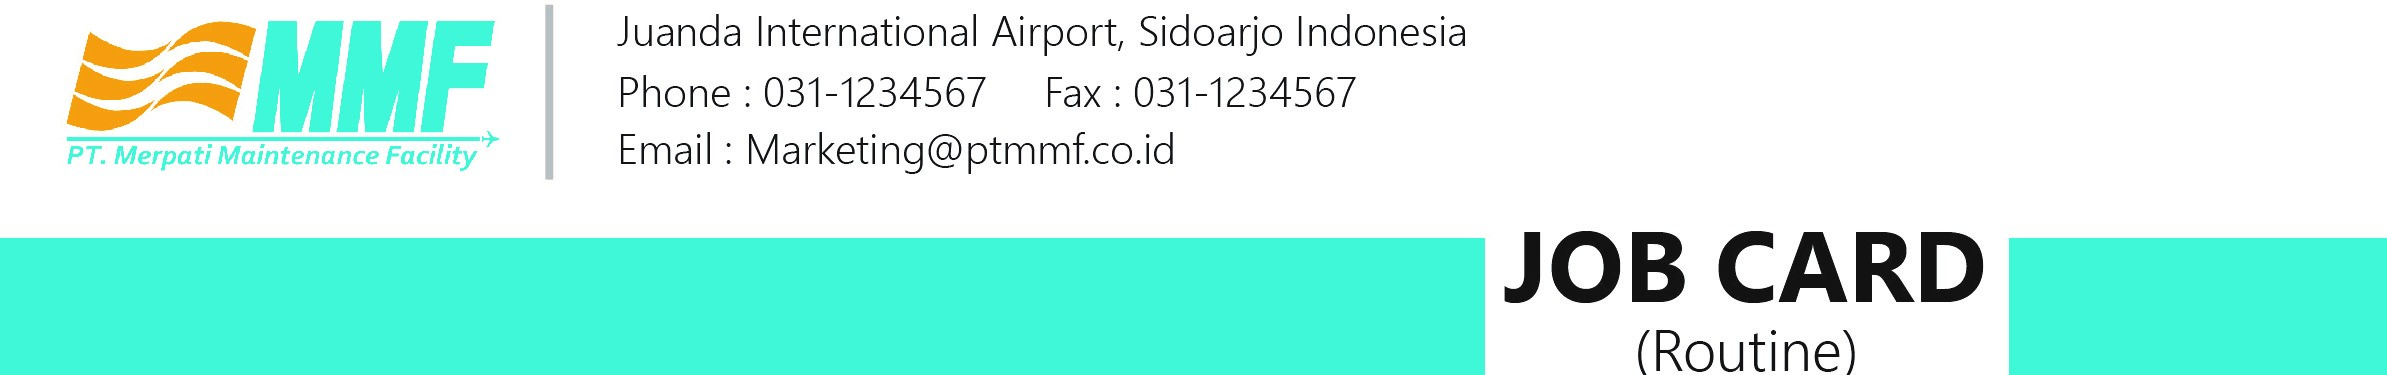 MMF
PT. Merpati Maintenance Facility
Juanda International Airport, Sidoarjo Indonesia
Phone : 031-1234567 Fax : 031-1234567
Email : Marketing@ptmmf.co.id
JOB CARD
(Routine)